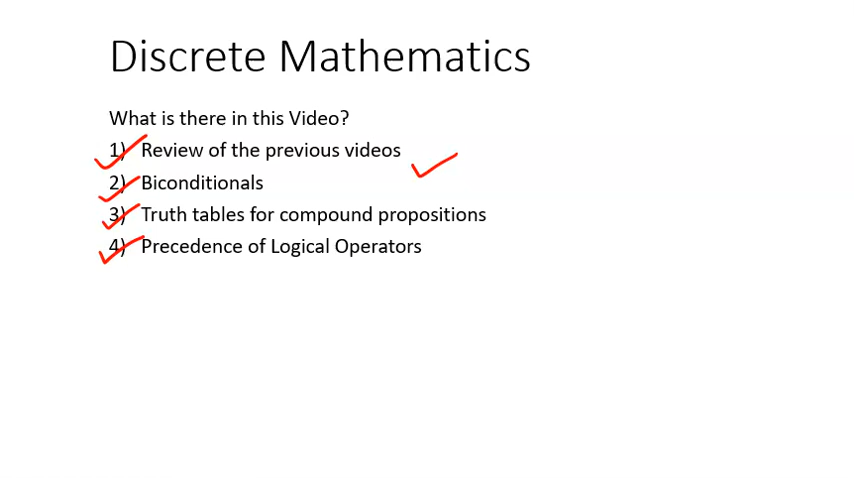 Discrete Mathematics
What is there in this Video?
1) Review of the previous videos
2) Biconditionals
3) Truth tables for compound propositions
4) Precedence of Logical Operators